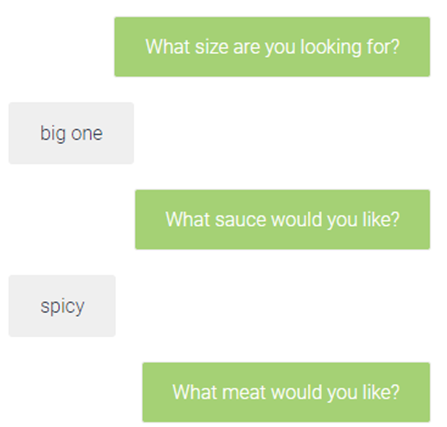 What size are you looking for?
big one
What sauce would you like?
spicy
What meat would you like?